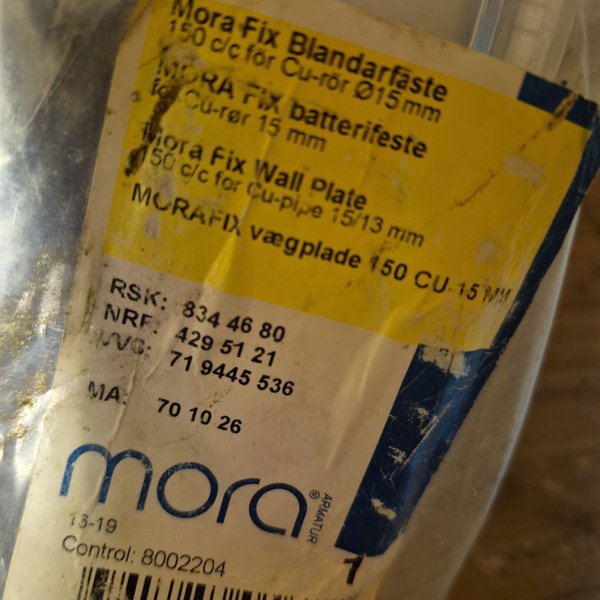 Mora Fix Blandarfäste
150 c/c för Cu-rör Ø15 mm
MORA FIX batterifeste
for Cu-rør 15 mm
Mora Fix Wall Plate
150 c/c for Cu-pipe 15/13 mm
MORAFIX vægplade 150 CU-15 MM
RSK: 834 46 80
NRF: 429 51 21
VVS: 71 9445 536
MA: 70 10 26
mora
ARMATUR
®
13-19
Control: 8002204